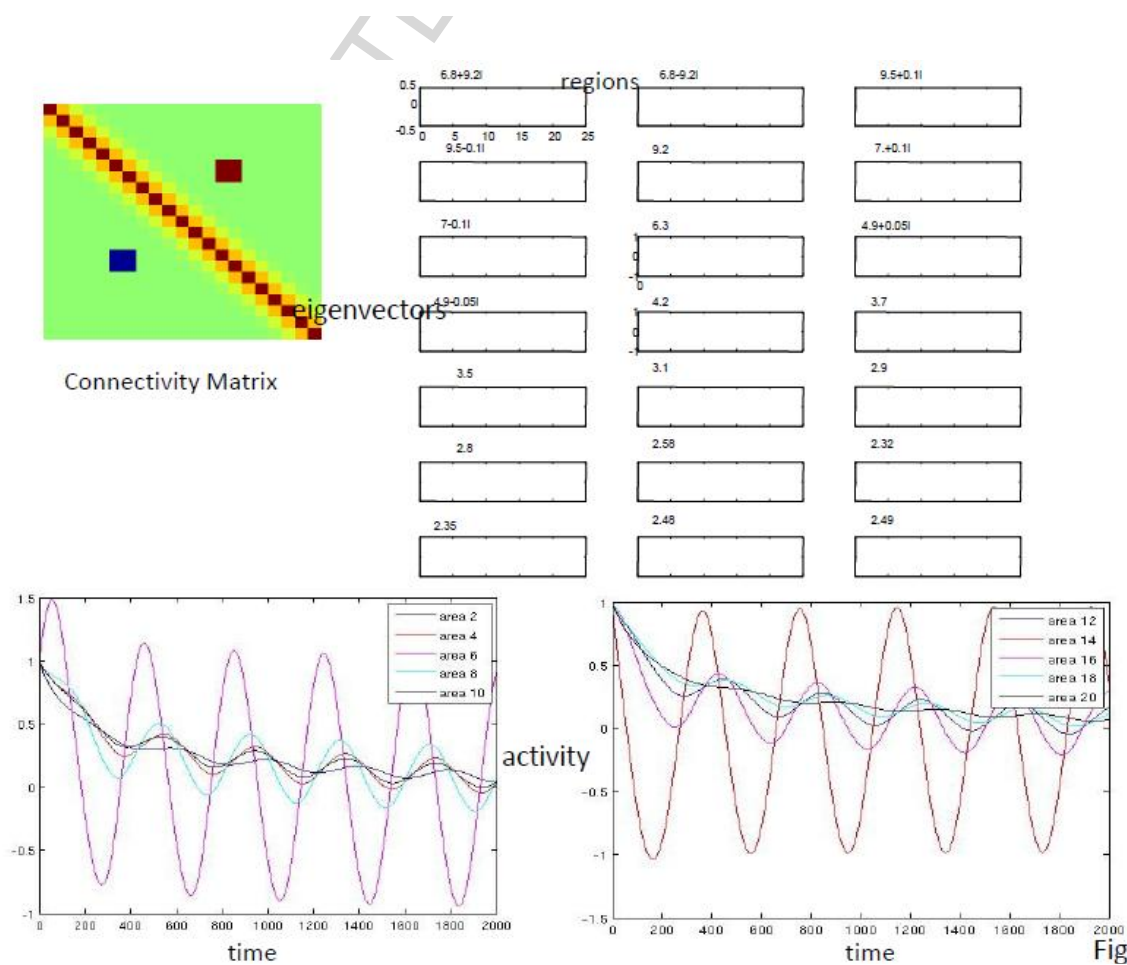 6.8+9.2I
regions
6.8-9.2I
9.5+0.1I
0.5
0
-0.5
0 5 10 15 20 25
9.5-0.1I
9.2
7.+0.1I
7-0.1I
6.3
4.9+0.05I
1
0
-1
0
4.9-0.05I
eigenvectors
4.2
3.7
1
0
-1
Connectivity Matrix
3.5
3.1
2.9
2.8
2.58
2.32
2.35
2.48
2.49
1.5
1
0.5
0
-0.5
-1
0 200 400 600 800 1000 1200 1400 1600 1800 2000
area 2
area 4
area 6
area 8
area 10
time
activity
1
0.5
0
-0.5
-1
-1.5
0 200 400 600 800 1000 1200 1400 1600 1800 2000
area 12
area 14
area 16
area 18
area 20
time
Fig